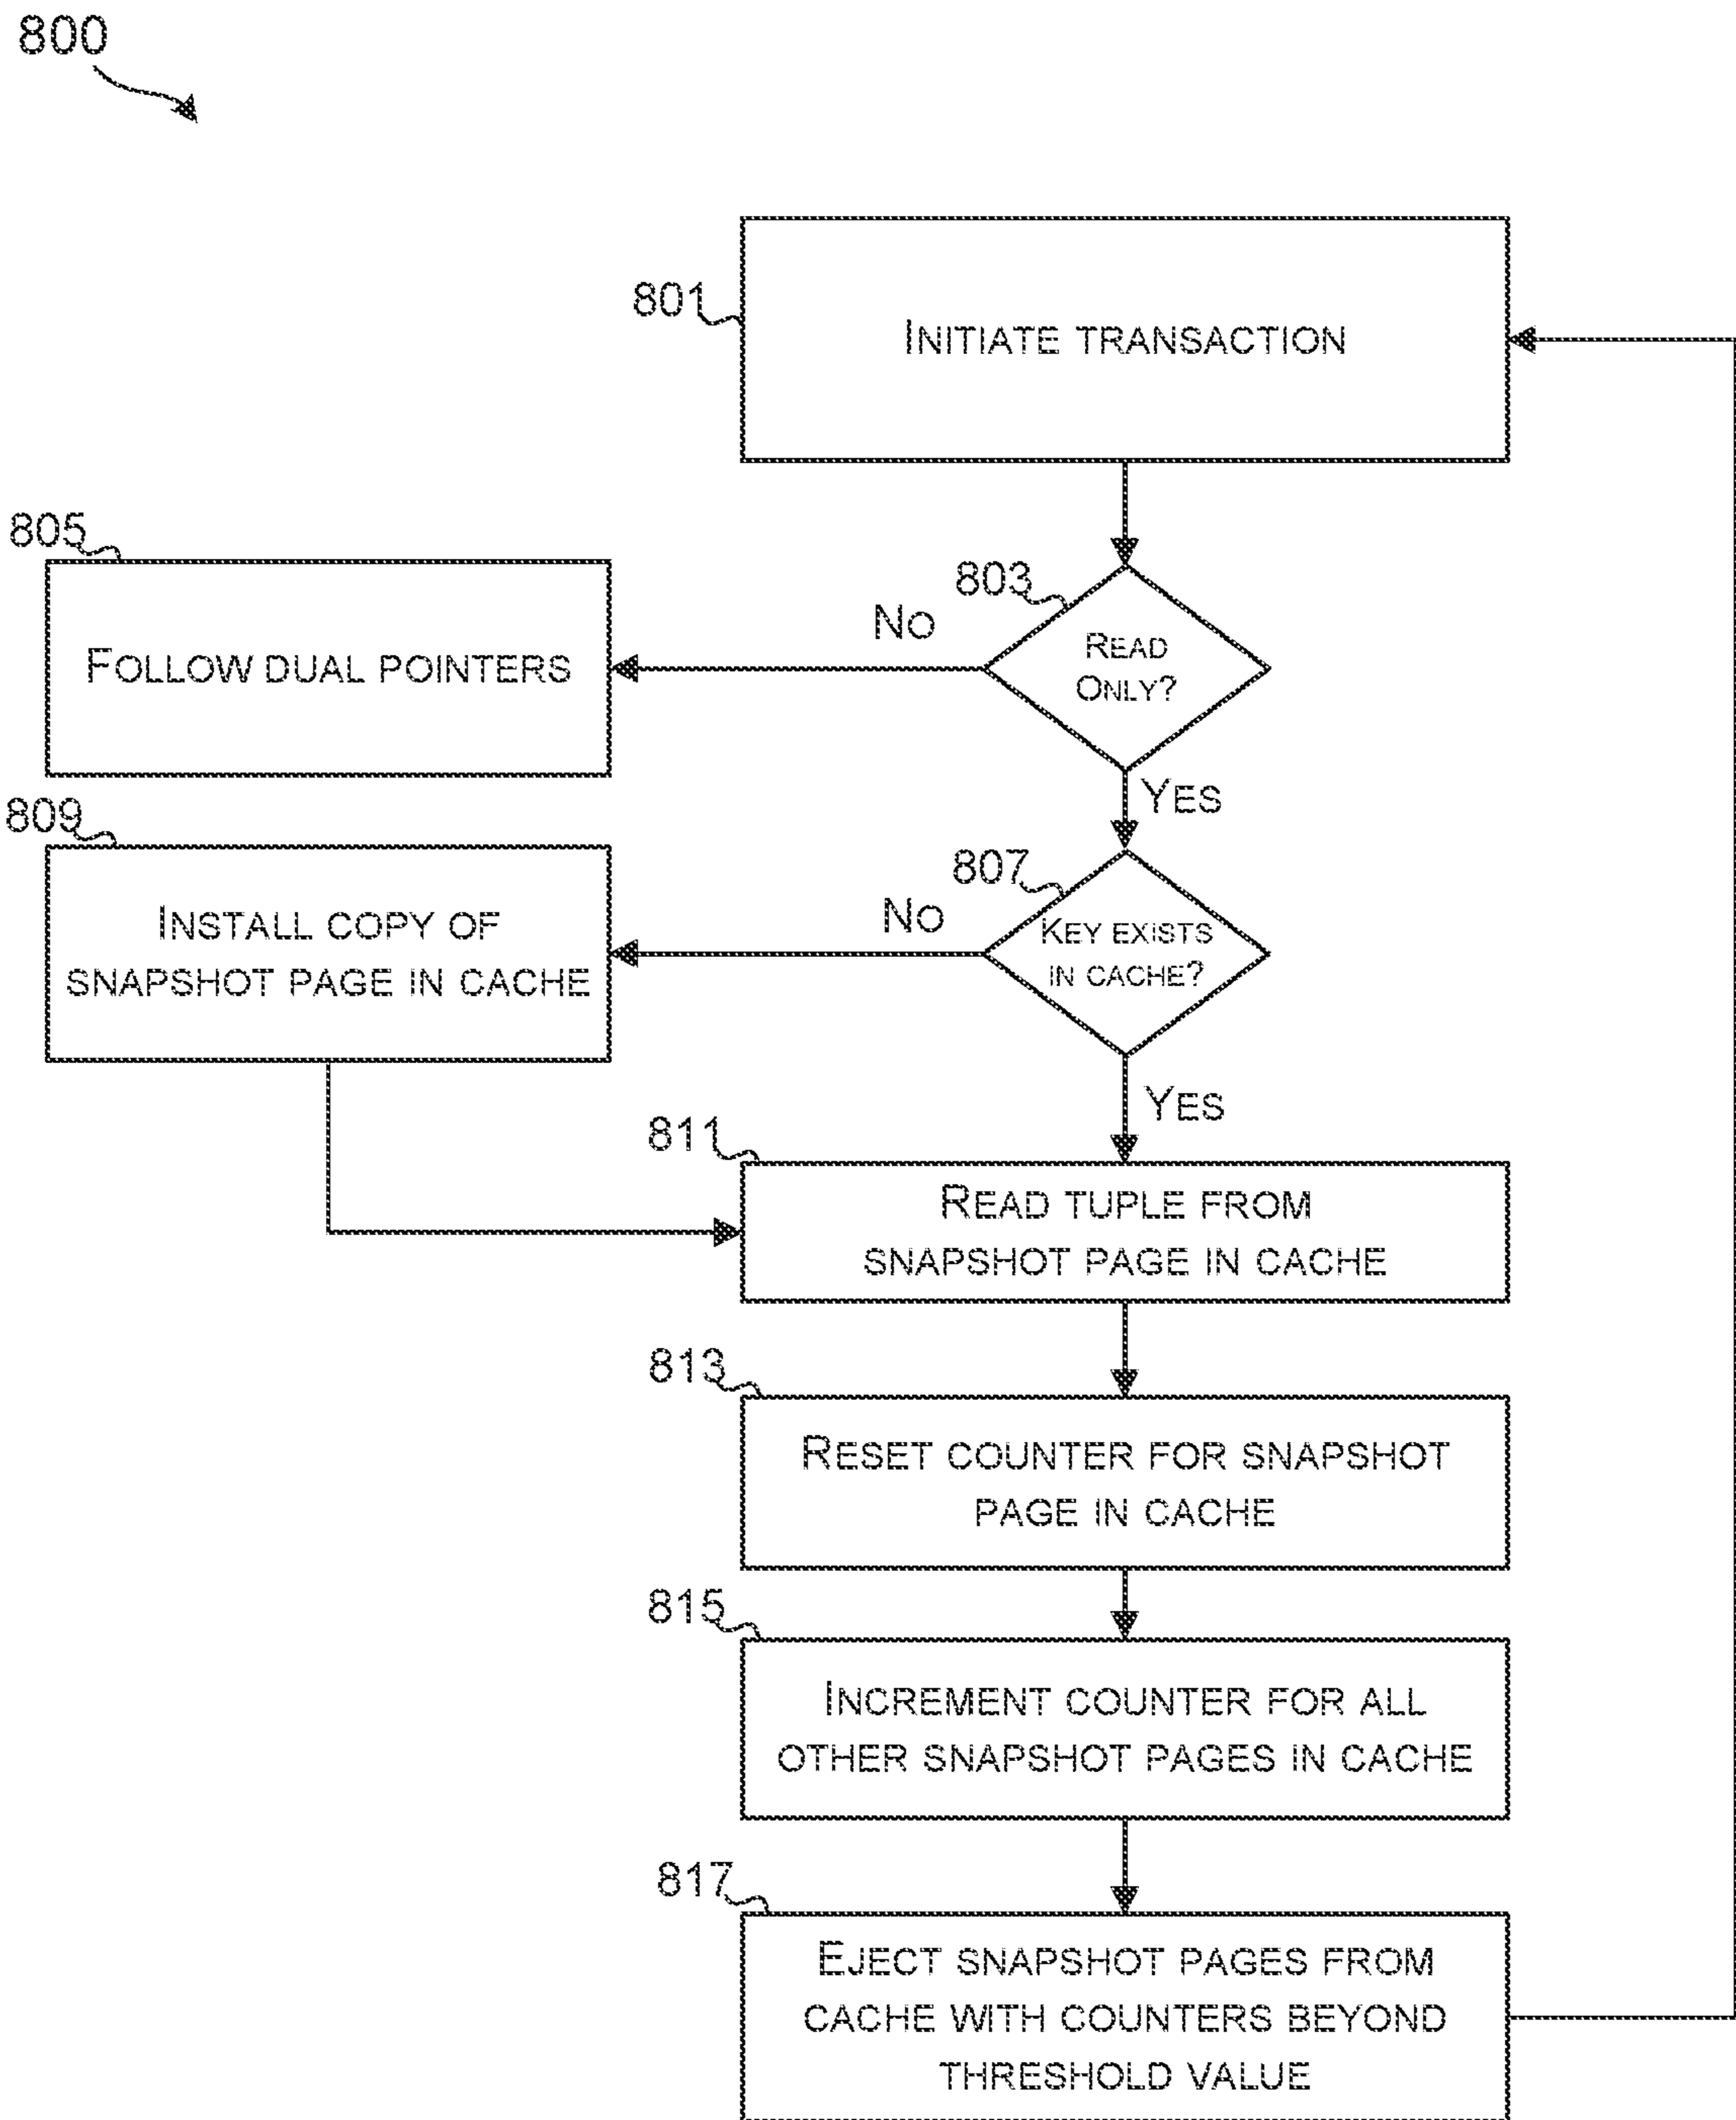 800
801
INITIATE TRANSACTION
805
FOLLOW DUAL POINTERS
NO
803
READ
ONLY?
YES
809
INSTALL COPY OF
SNAPSHOT PAGE IN CACHE
NO
807
KEY EXISTS
IN CACHE?
YES
811
READ TUPLE FROM
SNAPSHOT PAGE IN CACHE
813
RESET COUNTER FOR SNAPSHOT
PAGE IN CACHE
815
INCREMENT COUNTER FOR ALL
OTHER SNAPSHOT PAGES IN CACHE
817
EJECT SNAPSHOT PAGES FROM
CACHE WITH COUNTERS BEYOND
THRESHOLD VALUE